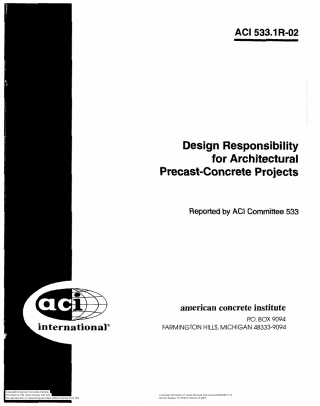 ACI 533.1R-02
Design Responsibility
for Architectural
Precast-Concrete Projects
Reported by ACI Committee 533
aci
international®
american concrete institute
P.O. BOX 9094
FARMINGTON HILLS, MICHIGAN 48333-9094